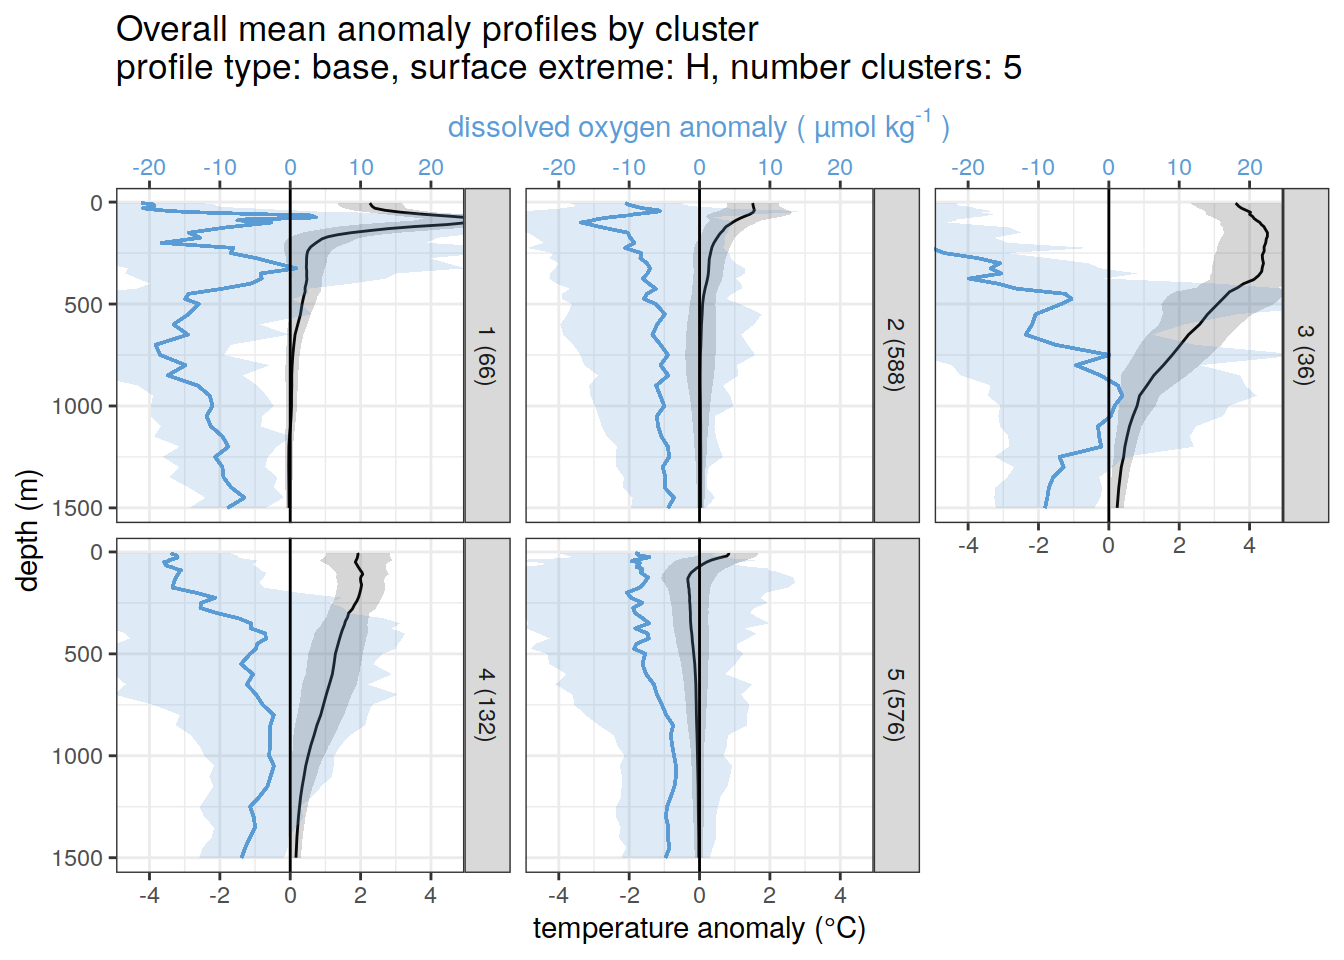 Overall mean anomaly profiles by cluster
profile type: base, surface extreme: H, number clusters: 5
dissolved oxygen anomaly ( µmol kg⁻¹ )
-20 -10 0 10 20 -20 -10 0 10 20 -20 -10 0 10 20
0
500
1000
1500
1 (66)
2 (588)
3 (36)
-4 -2 0 2 4
depth (m)
0
500
1000
1500
4 (132)
5 (576)
-4 -2 0 2 4 -4 -2 0 2 4
temperature anomaly (°C)